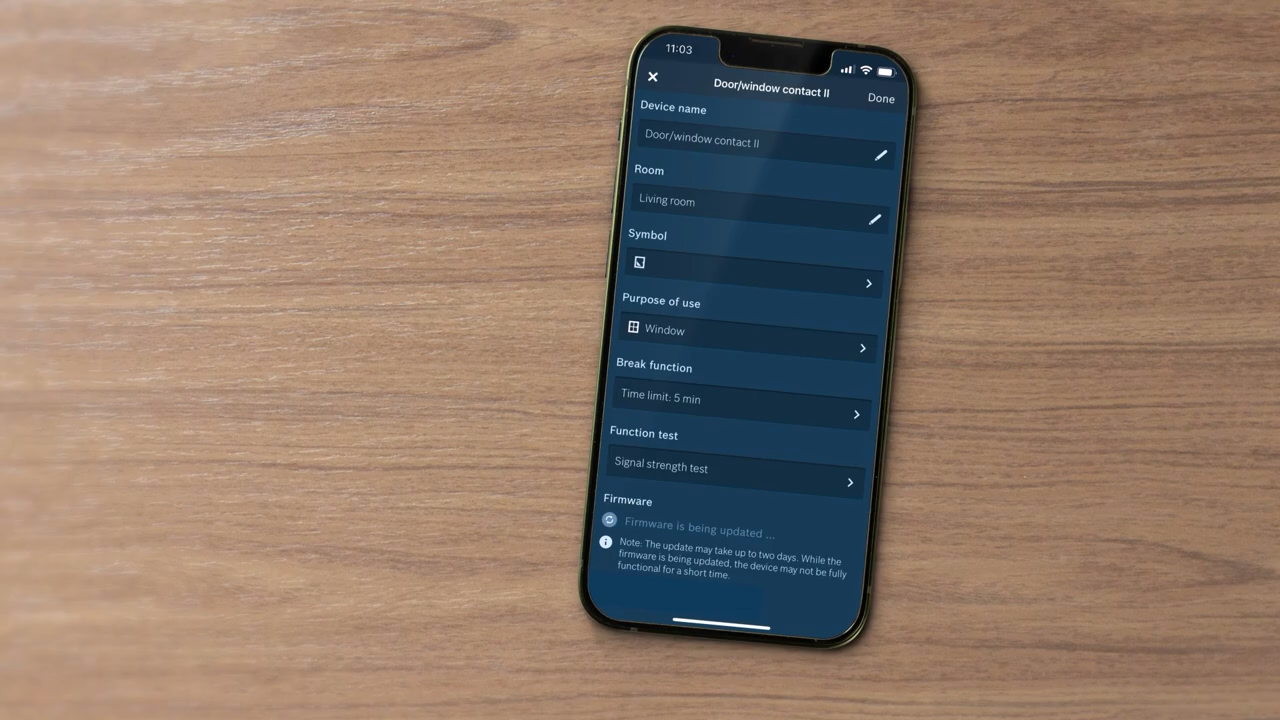 11:03
Door/window contact II
Done
Device name
Door/window contact II
Room
Living room
Symbol
Purpose of use
Window
Break function
Time limit: 5 min
Function test
Signal strength test
Firmware
Firmware is being updated ...
Note: The update may take up to two days. While the
firmware is being updated, the device may not be fully
functional for a short time.